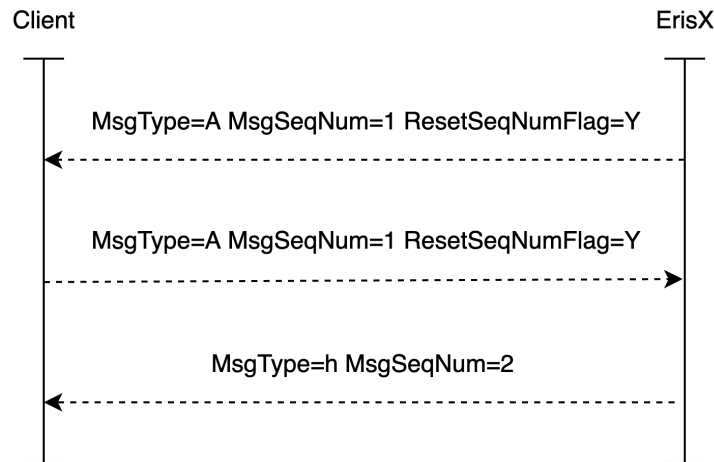 Client
ErisX
MsgType=A MsgSeqNum=1 ResetSeqNumFlag=Y
MsgType=A MsgSeqNum=1 ResetSeqNumFlag=Y
MsgType=h MsgSeqNum=2